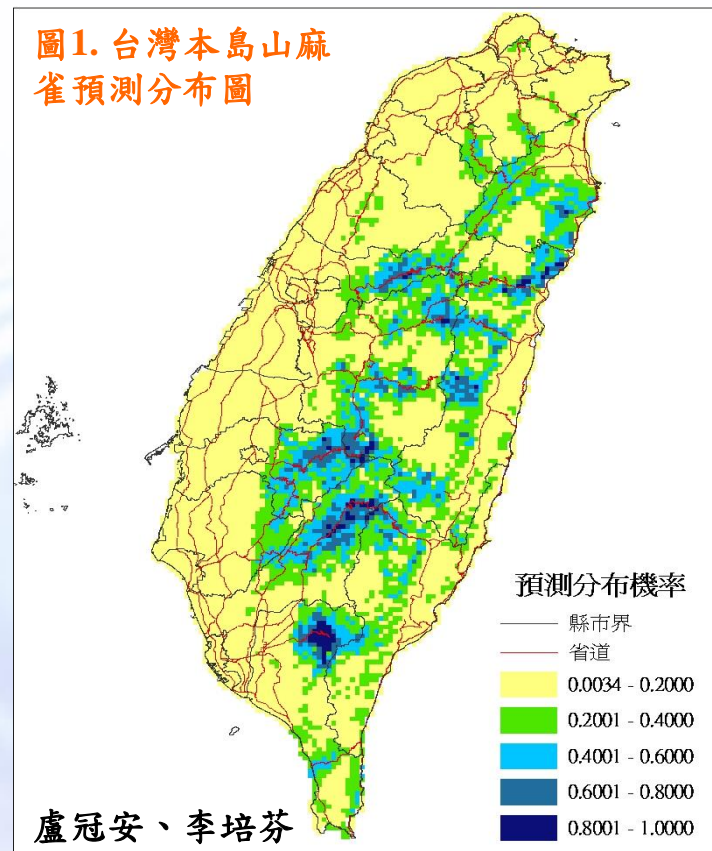 圖1. 台灣本島山麻
雀預測分布圖
預測分布機率
縣市界
省道
0.0034 - 0.2000
0.2001 - 0.4000
0.4001 - 0.6000
0.6001 - 0.8000
0.8001 - 1.0000
盧冠安、李培芬